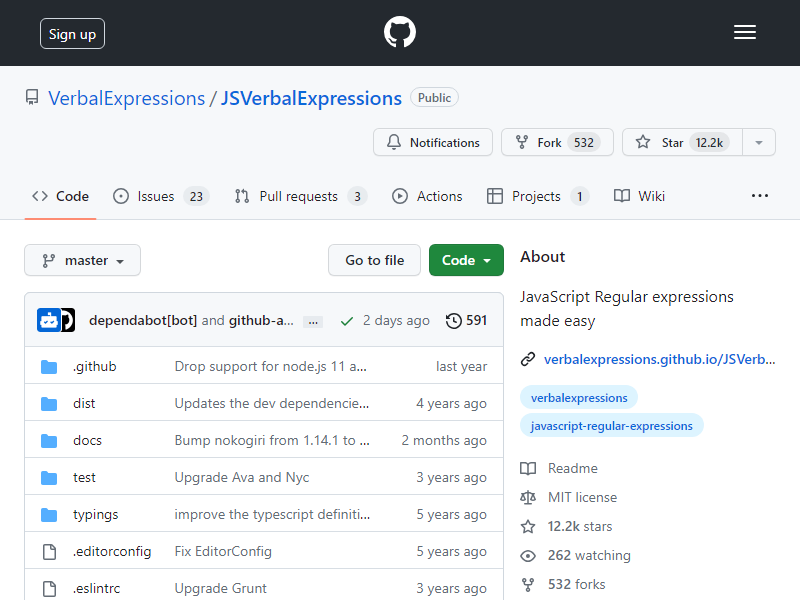 Sign up
VerbalExpressions / JSVerbalExpressions Public
Notifications Fork 532 Star 12.2k
Code Issues 23 Pull requests 3 Actions Projects 1 Wiki ...
master Go to file Code
dependabot[bot] and github-a... ... 2 days ago 591
.github Drop support for node.js 11 a... last year
dist Updates the dev dependencie... 4 years ago
docs Bump nokogiri from 1.14.1 to ... 2 months ago
test Upgrade Ava and Nyc 3 years ago
typings improve the typescript definiti... 5 years ago
.editorconfig Fix EditorConfig 5 years ago
.eslintrc Upgrade Grunt 3 years ago
About
JavaScript Regular expressions
made easy
verbalexpressions.github.io/JSVerb...
verbalexpressions
javascript-regular-expressions
Readme
MIT license
12.2k stars
262 watching
532 forks